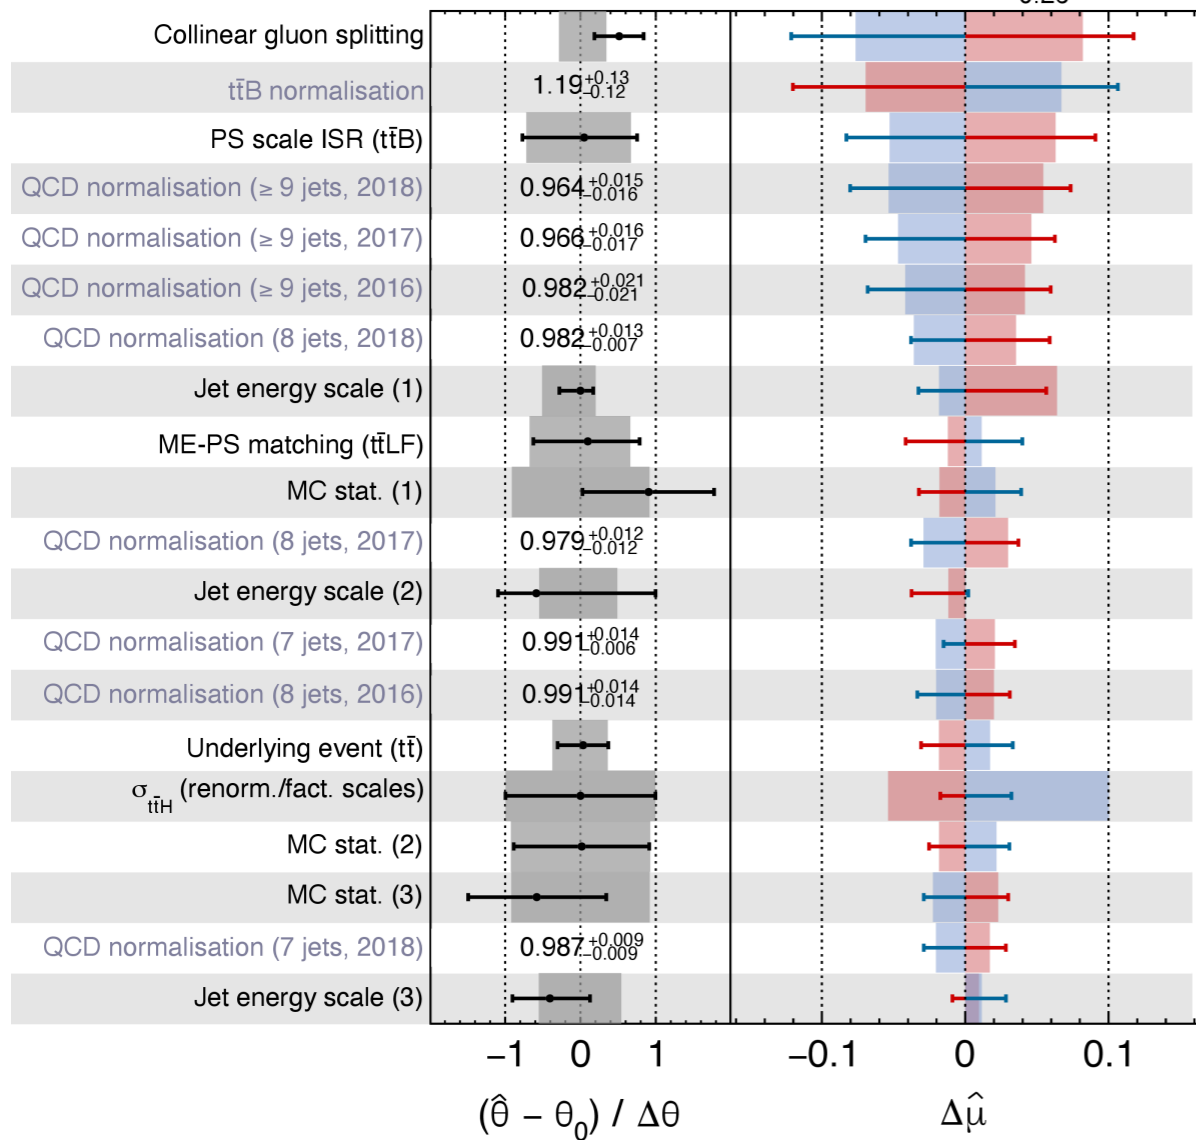 Collinear gluon splitting
tt̄B normalisation 1.19 +0.13 −0.12
PS scale ISR (tt̄B)
QCD normalisation (≥ 9 jets, 2018) 0.964 +0.015 −0.016
QCD normalisation (≥ 9 jets, 2017) 0.966 +0.016 −0.017
QCD normalisation (≥ 9 jets, 2016) 0.982 +0.021 −0.021
QCD normalisation (8 jets, 2018) 0.982 +0.013 −0.007
Jet energy scale (1)
ME-PS matching (tt̄LF)
MC stat. (1)
QCD normalisation (8 jets, 2017) 0.979 +0.012 −0.012
Jet energy scale (2)
QCD normalisation (7 jets, 2017) 0.991 +0.014 −0.006
QCD normalisation (8 jets, 2016) 0.991 +0.014 −0.014
Underlying event (tt̄)
σ tt̄H (renorm./fact. scales)
MC stat. (2)
MC stat. (3)
QCD normalisation (7 jets, 2018) 0.987 +0.009 −0.009
Jet energy scale (3)
−1 0 1 −0.1 0 0.1
(θ̂ − θ₀) / Δθ Δμ̂